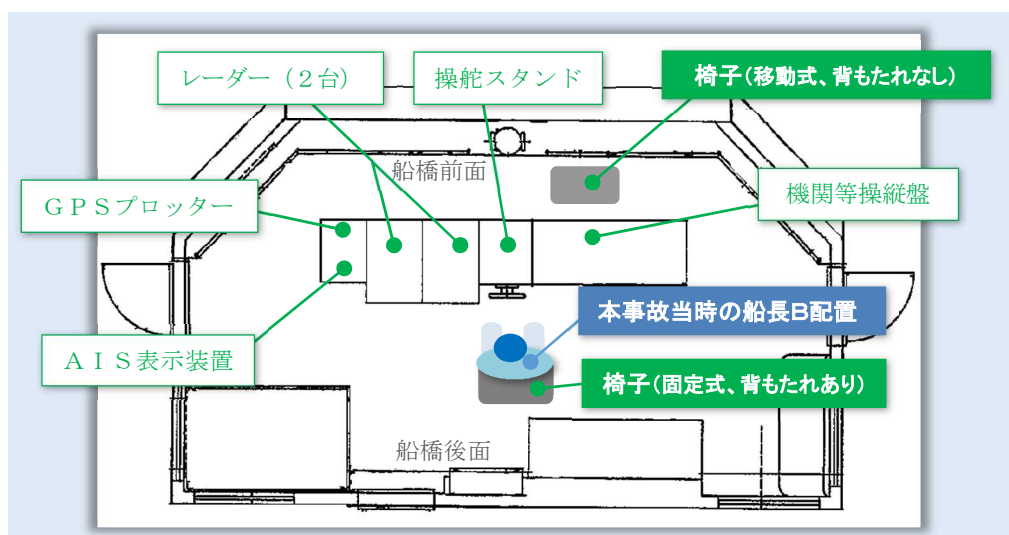 レーダー（２台）
操舵スタンド
椅子（移動式、背もたれなし）
船橋前面
ＧＰＳプロッター
機関等操縦盤
本事故当時の船長Ｂ配置
ＡＩＳ表示装置
椅子（固定式、背もたれあり）
船橋後面